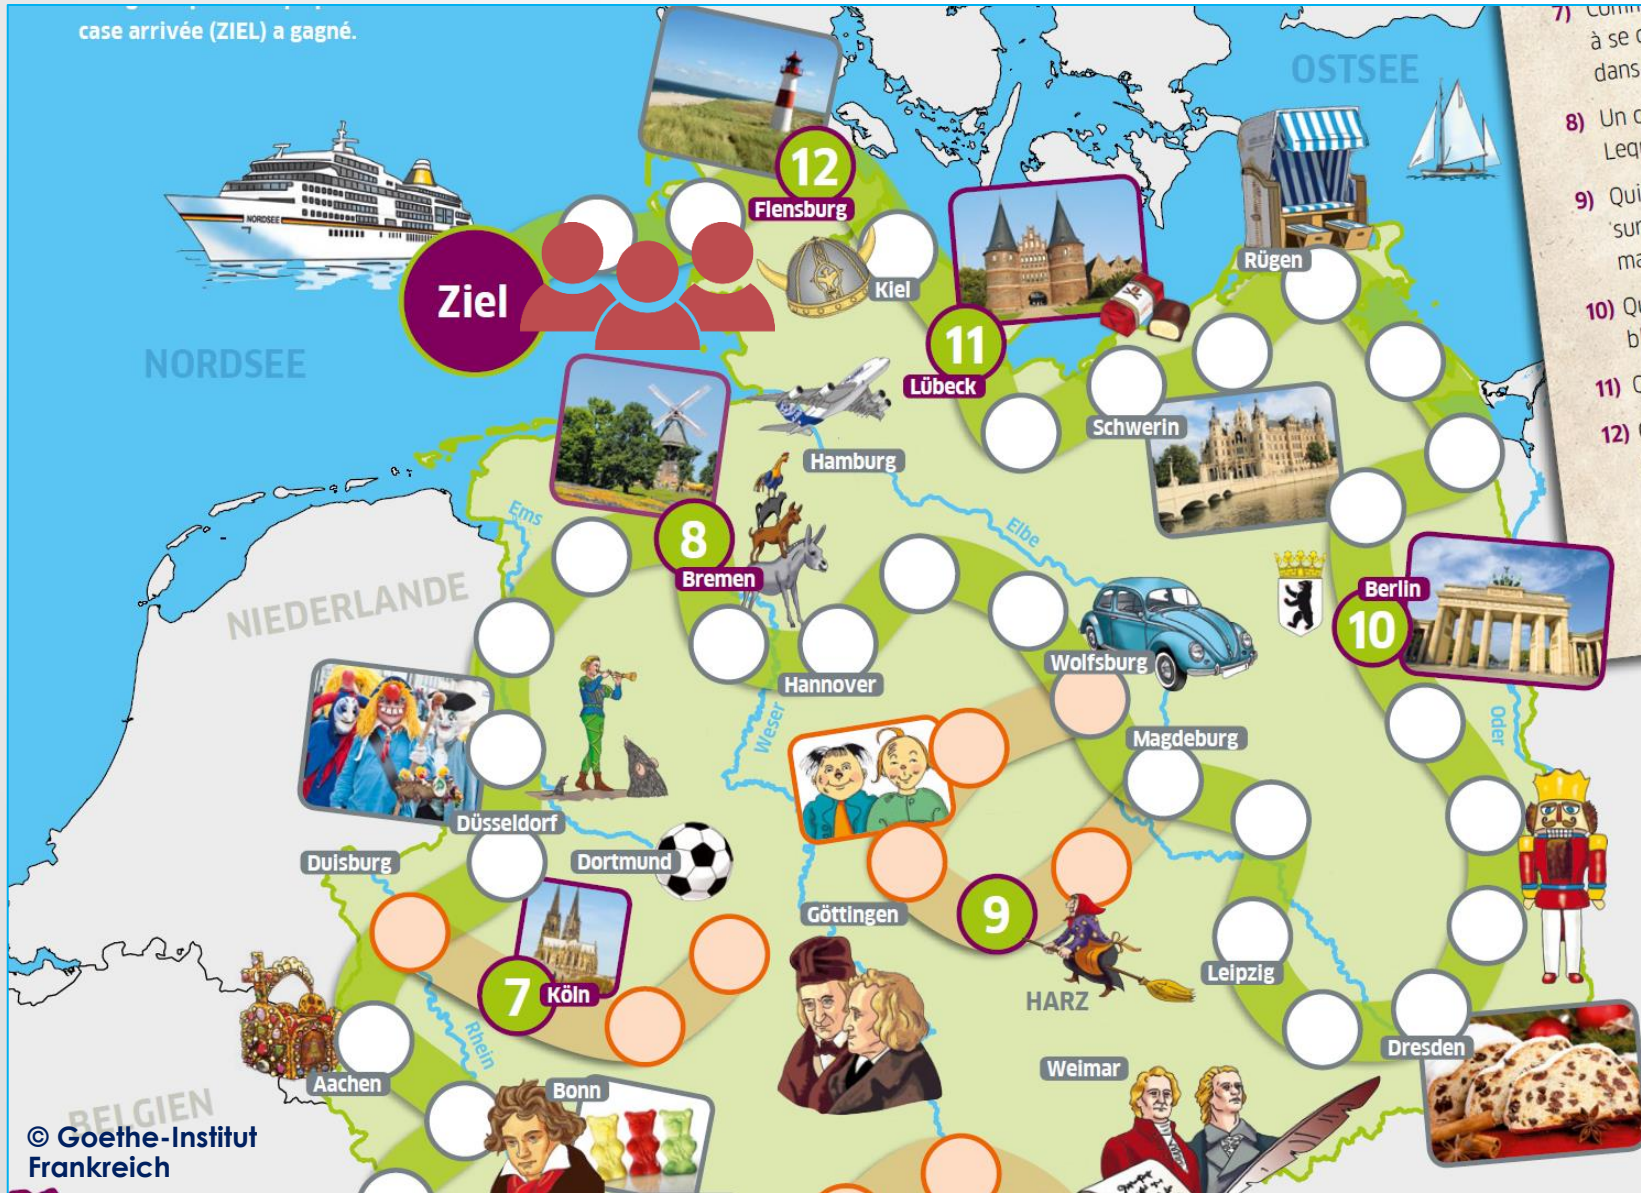 case arrivée (ZIEL) a gagné.
OSTSEE
7)
à se
dans
8) Un
9) Qui
10)
11)
12)
12
Flensburg
NORDSEE
Ziel
Kiel
Rügen
11
Lübeck
NORDSEE
Schwerin
Hamburg
Ems
Elbe
8
Bremen
Berlin
10
NIEDERLANDE
Wolfsburg
Hannover
Weser
Oder
Magdeburg
Düsseldorf
Duisburg
Dortmund
Göttingen
9
Leipzig
7
Köln
HARZ
Rhein
Dresden
Weimar
Aachen
Bonn
BELGIEN
© Goethe-Institut
Frankreich